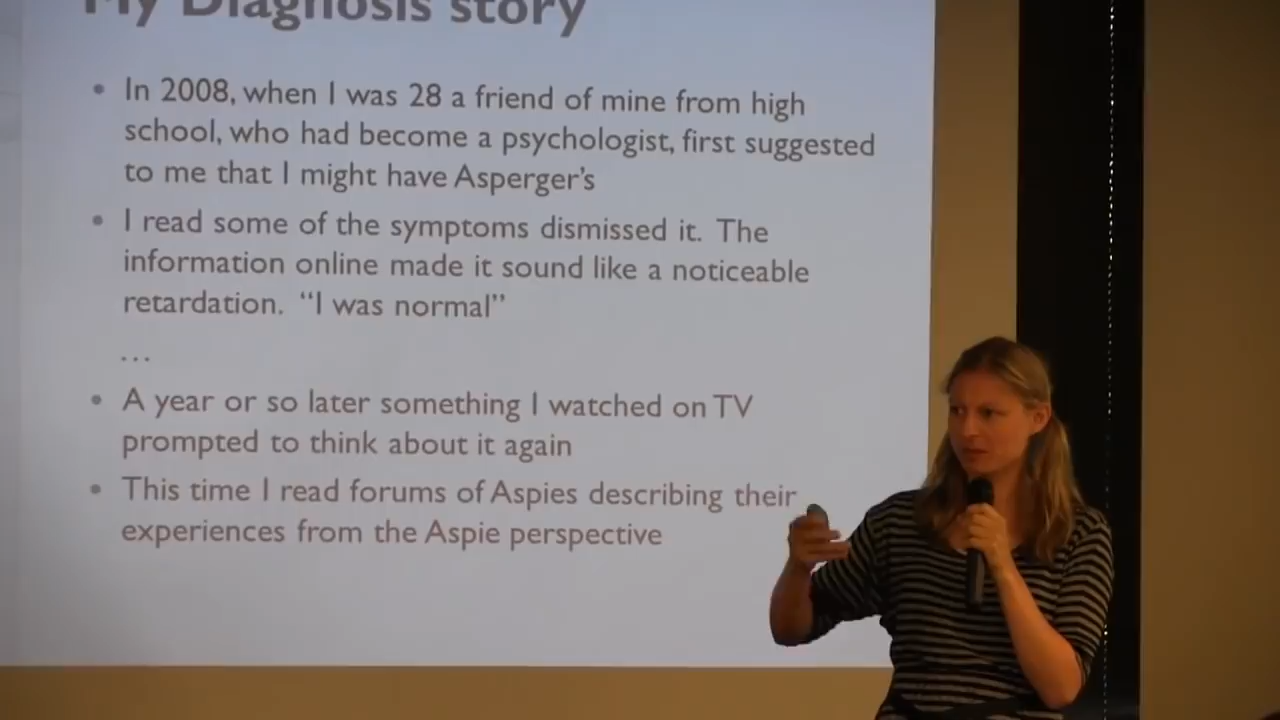 My Diagnosis story
• In 2008, when I was 28 a friend of mine from high
school, who had become a psychologist, first suggested
to me that I might have Asperger's
• I read some of the symptoms dismissed it. The
information online made it sound like a noticeable
retardation. “I was normal”
...
• A year or so later something I watched on TV
prompted to think about it again
• This time I read forums of Aspies describing their
experiences from the Aspie perspective